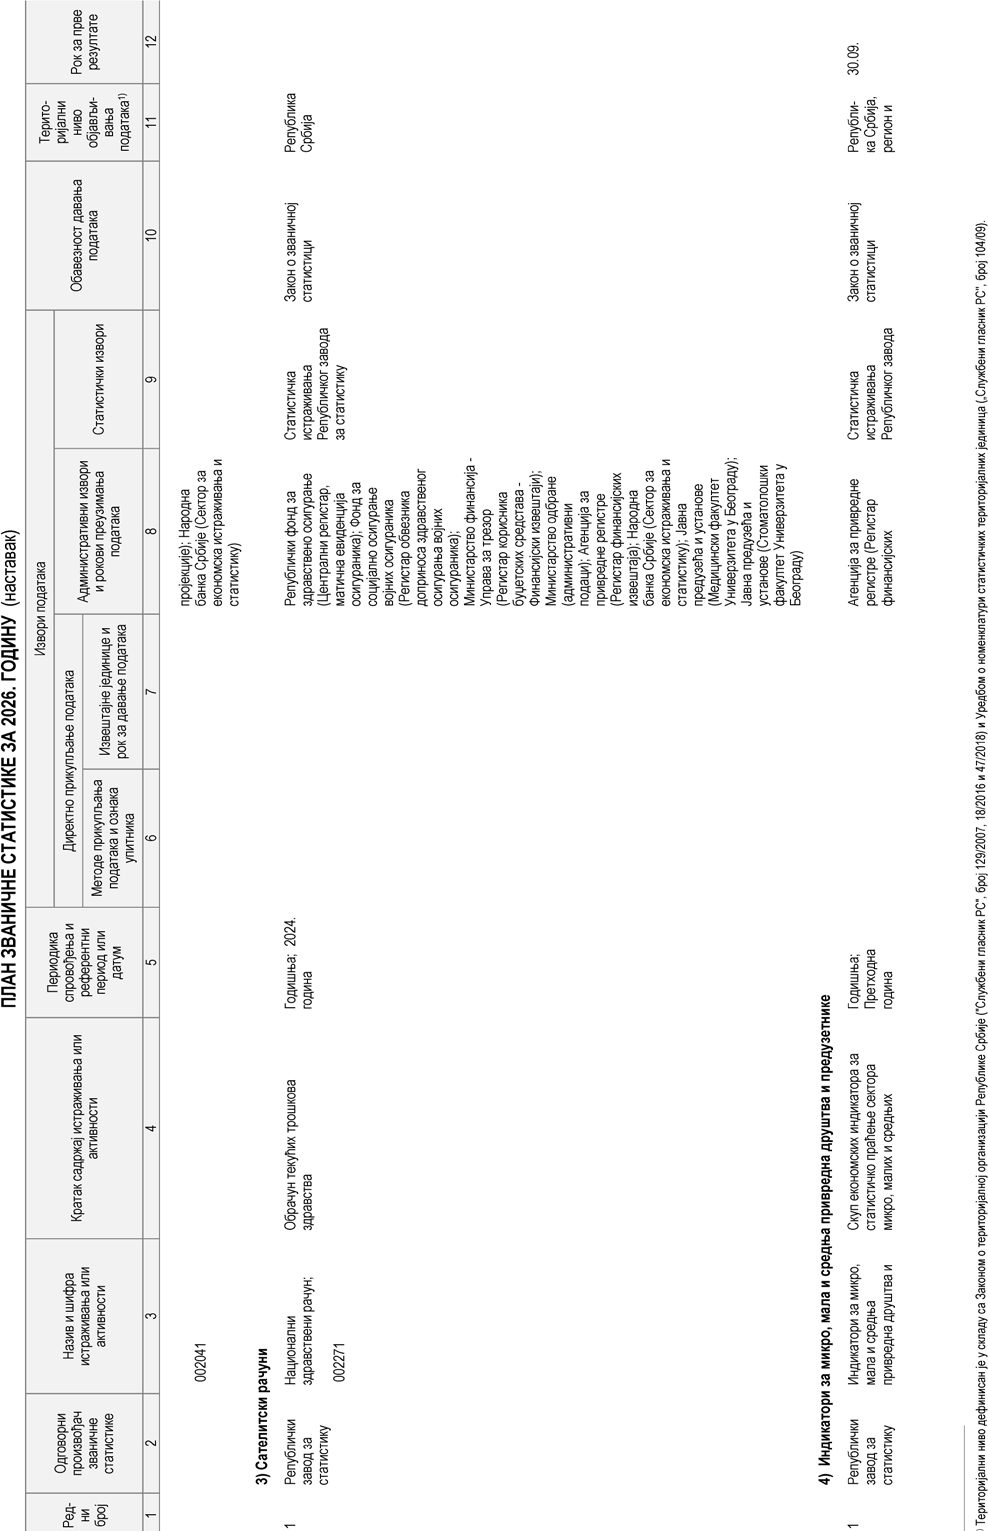 ПЛАН ЗВАНИЧНЕ СТАТИСТИКЕ ЗА 2026. ГОДИНУ (наставак)
Ред-
ни
број
Одговорни
произвођач
званичне
статистике
Назив и шифра
истраживања или
активности
Кратак садржај истраживања или
активности
Периодика
спровођења и
референтни
период или
датум
Извори података
Директно прикупљање података
Методе прикупљања
података и ознака
упитника
Извештајне јединице и
рок за давање података
Административни извори
и рокови преузимања
података
Статистички извори
Обавезност давања
података
Терито-
ријални
ниво
објављи-
вања
података1)
Рок за прве
резултате
1 2 3 4 5 6 7 8 9 10 11 12
002041
пројекције); Народна
банка Србије (Сектор за
економска истраживања и
статистику)
3) Сателитски рачуни
1
Републички
завод за
статистику
Национални
здравствени рачун;
002271
Обрачун текућих трошкова
здравства
Годишња; 2024.
година
Републички фонд за
здравствено осигурање
(Централни регистар,
матична евиденција
осигураника); Фонд за
социјално осигурање
војних осигураника
(Регистар обвезника
доприноса здравственог
осигурања војних
осигураника);
Министарство финансија -
Управа за трезор
(Регистар корисника
буџетских средстава -
Финансијски извештаји);
Министарство одбране
(административни
подаци); Агенција за
привредне регистре
(Регистар финансијских
извештаја); Народна
банка Србије (Сектор за
економска истраживања и
статистику); Јавна
предузећа и установе
(Медицински факултет
Универзитета у Београду);
Јавна предузећа и
установе (Стоматолошки
факултет Универзитета у
Београду)
Статистичка
истраживања
Републичког завода
за статистику
Закон о званичној
статистици
Република
Србија
4) Индикатори за микро, мала и средња привредна друштва и предузетнике
1
Републички
завод за
статистику
Индикатори за микро,
мала и средња
привредна друштва и
Скуп економских индикатора за
статистичко праћење сектора
микро, малих и средњих
Годишња;
Претходна
година
Агенција за привредне
регистре (Регистар
финансијских
Статистичка
истраживања
Републичког завода
Закон о званичној
статистици
Републи-
ка Србија,
регион и
30.09.
) Територијални ниво дефинисан је у складу са Законом о територијалној организацији Републике Србије ("Службени гласник РС", број 129/2007, 18/2016 и 47/2018) и Уредбом о номенклатури статистичких територијалних јединица („Службени гласник РС", број 104/09).